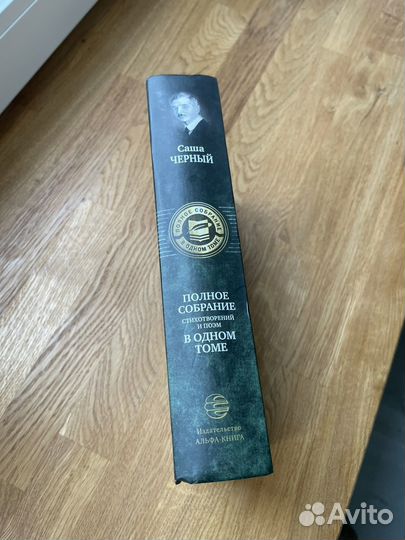 Саша
ЧЕРНЫЙ
ПОЛНОЕ СОБРАНИЕ
В ОДНОМ ТОМЕ
ПОЛНОЕ
СОБРАНИЕ
СТИХОТВОРЕНИЙ
И ПОЭМ
В ОДНОМ
ТОМЕ
Издательство
АЛЬФА-КНИГА
Avito